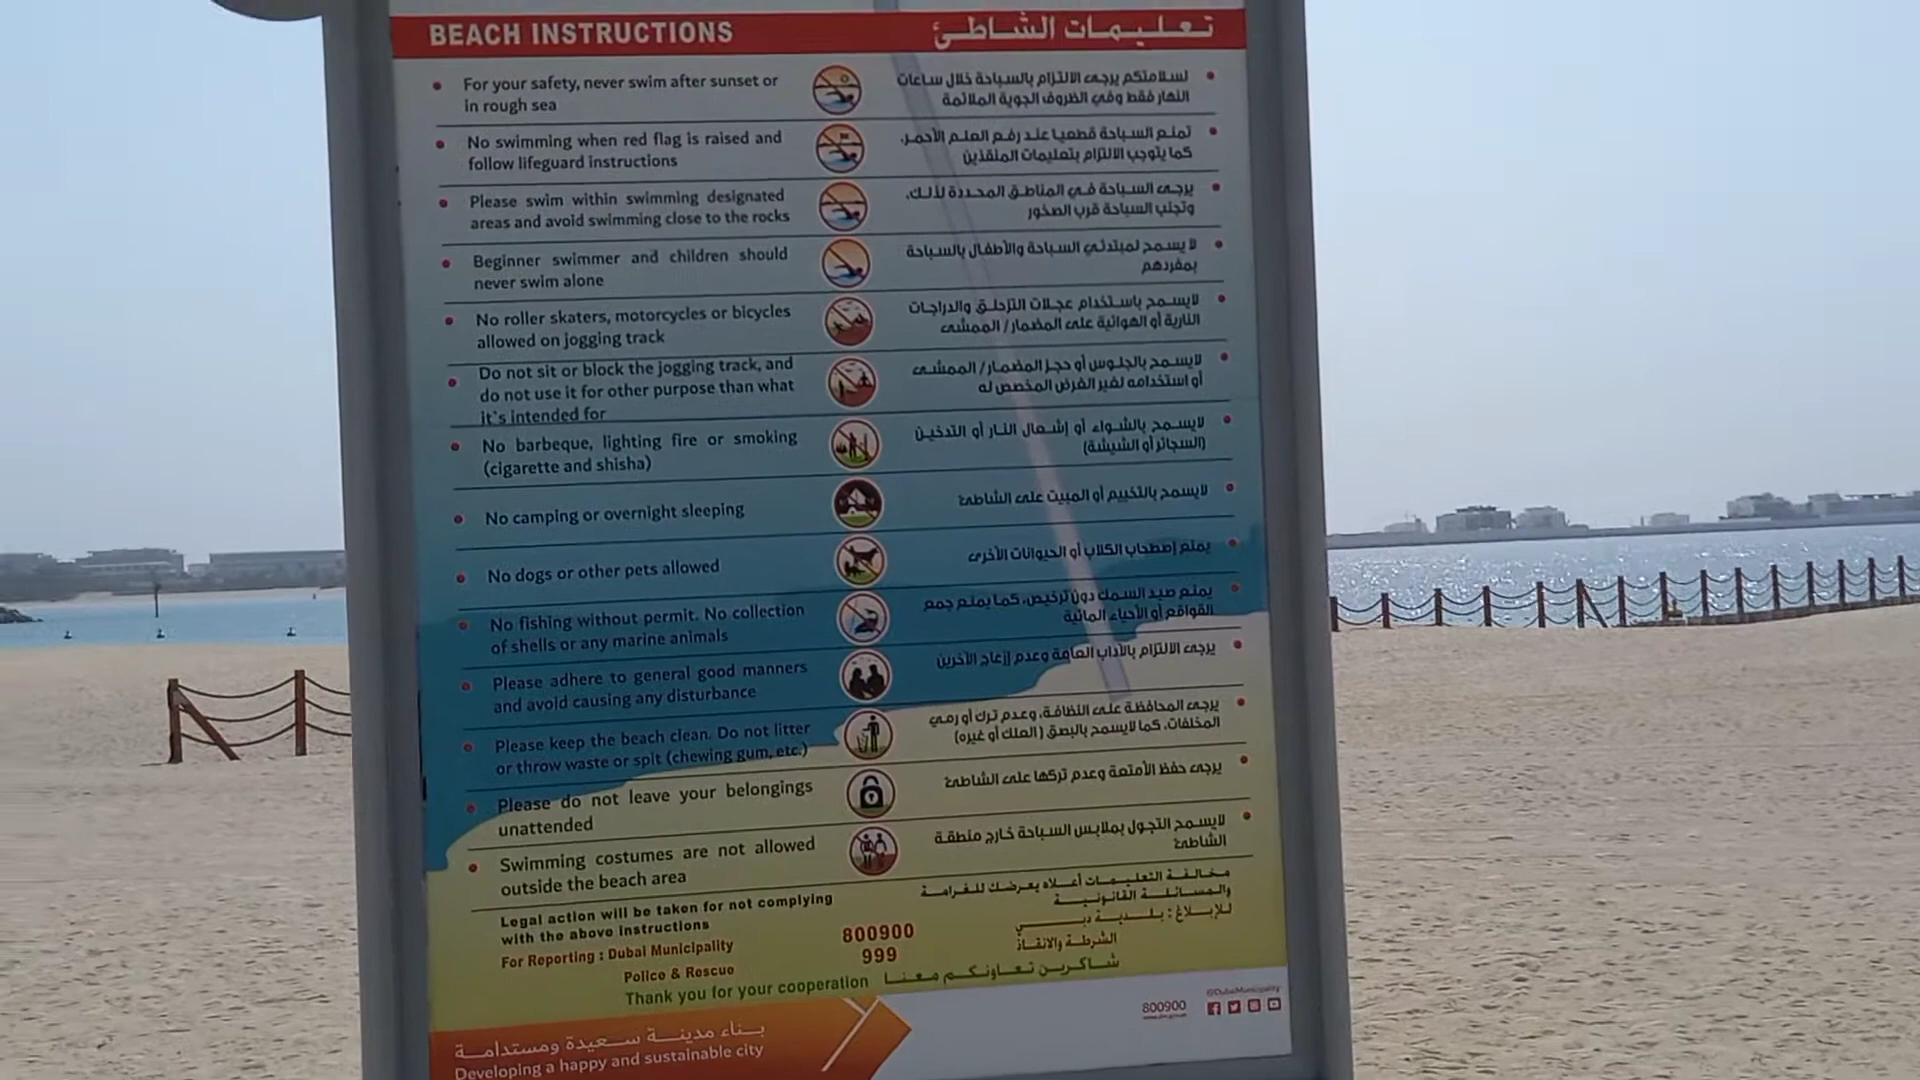 BEACH INSTRUCTIONS
تعليمات الشاطئ
For your safety, never swim after sunset or
in rough sea
لسلامتكم يرجى الالتزام بالسباحة خلال ساعات
النهار فقط وفي الظروف الجوية الملائمة
No swimming when red flag is raised and
follow lifeguard instructions
تمنع السباحة قطعيا عند رفع العلم الأحمر،
كما يتوجب الالتزام بتعليمات المنقذين
Please swim within swimming designated
areas and avoid swimming close to the rocks
يرجى السباحة في المناطق المحددة لذلك،
وتجنب السباحة قرب الصخور
Beginner swimmer and children should
never swim alone
لا يسمح لمبتدئي السباحة والأطفال بالسباحة
بمفردهم
No roller skaters, motorcycles or bicycles
allowed on jogging track
لايسمح باستخدام عجلات التزحلق والدراجات
النارية أو الهوائية على المضمار/ الممشى
Do not sit or block the jogging track, and
do not use it for other purpose than what
it`s intended for
لايسمح بالجلوس أو حجز المضمار/ الممشى
أو استخدامه لغير الغرض المخصص له
No barbeque, lighting fire or smoking
(cigarette and shisha)
لايسمح بالشواء أو إشعال النار أو التدخين
(السجائر أو الشيشة)
No camping or overnight sleeping
لايسمح بالتخييم أو المبيت على الشاطئ
No dogs or other pets allowed
يمنع إصطحاب الكلاب أو الحيوانات الأخرى
No fishing without permit. No collection
of shells or any marine animals
يمنع صيد السمك دون ترخيص، كما يمنع جمع
القواقع أو الأحياء المائية
Please adhere to general good manners
and avoid causing any disturbance
يرجى الالتزام بالآداب العامة وعدم إزعاج الآخرين
Please keep the beach clean. Do not litter
or throw waste or spit (chewing gum, etc.)
يرجى المحافظة على النظافة، وعدم ترك أو رمي
المخلفات، كما لايسمح بالبصق (العلك أو غيره)
Please do not leave your belongings
unattended
يرجى حفظ الأمتعة وعدم تركها على الشاطئ
Swimming costumes are not allowed
outside the beach area
لايسمح التجول بملابس السباحة خارج منطقة
الشاطئ
Legal action will be taken for not complying
with the above instructions
مخالفة التعليمات أعلاه يعرضك للغرامة
والمسائلة القانونية
For Reporting : Dubai Municipality 800900 للإبلاغ : بلدية دبي
Police & Rescue 999 الشرطة والانقاذ
Thank you for your cooperation شاكرين تعاونكم معنا
بناء مدينة سعيدة ومستدامة
Developing a happy and sustainable city
@DubaiMunicipality
800900